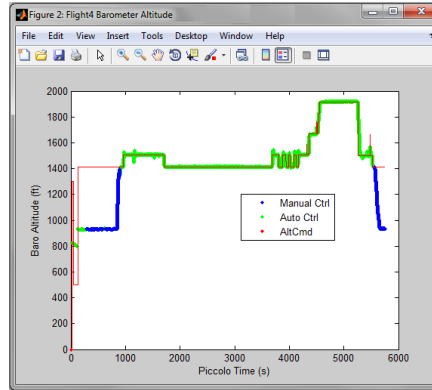 Figure 2: Flight4 Barometer Altitude
File Edit View Insert Tools Desktop Window Help
2000
1800
1600
1400
1200
1000
800
600
400
200
0
Baro Altitude (ft)
Manual Ctrl
Auto Ctrl
AltCmd
0 1000 2000 3000 4000 5000 6000
Piccolo Time (s)